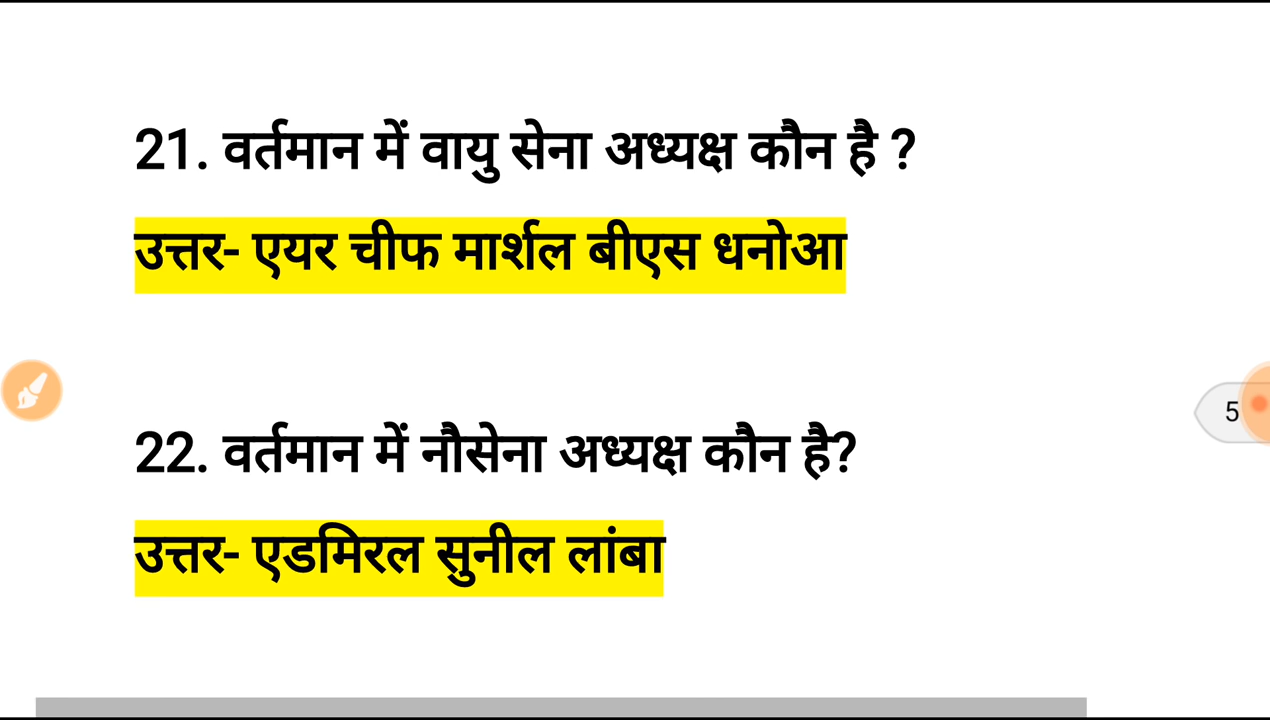 21. वर्तमान में वायु सेना अध्यक्ष कौन है ?
उत्तर- एयर चीफ मार्शल बीएस धनोआ
5
22. वर्तमान में नौसेना अध्यक्ष कौन है?
उत्तर- एडमिरल सुनील लांबा